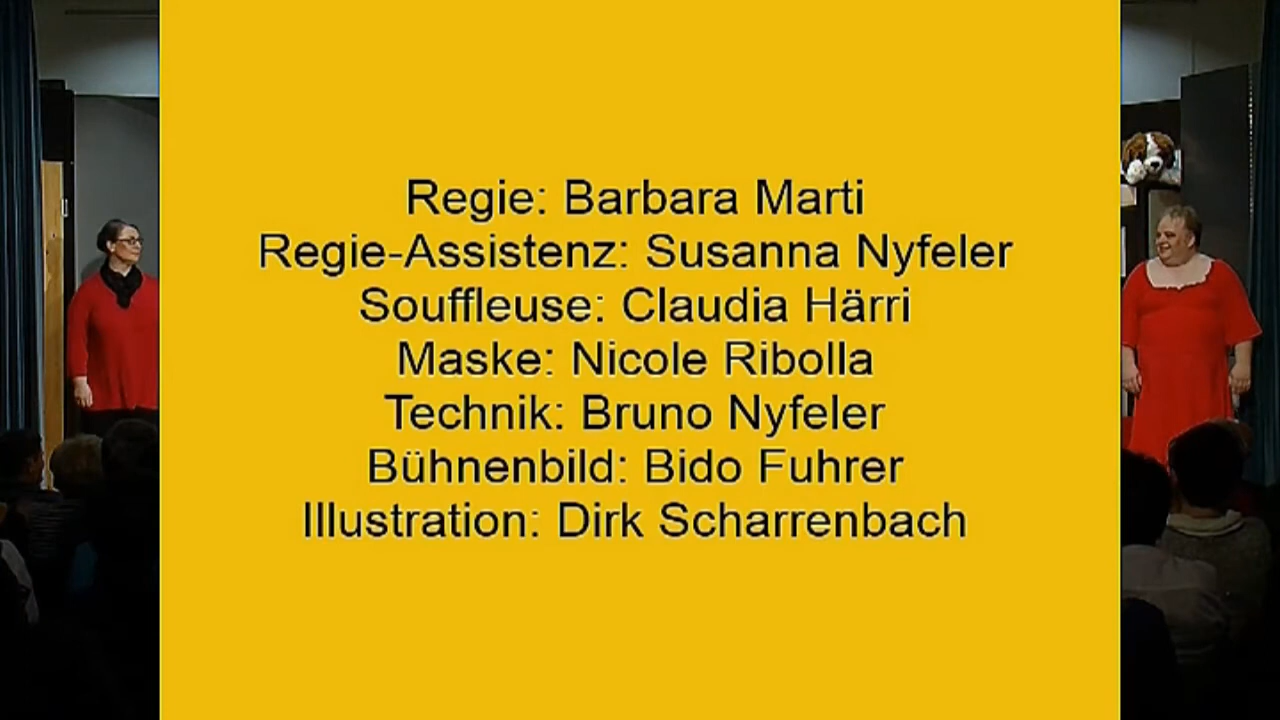 Regie: Barbara Marti
Regie-Assistenz: Susanna Nyfeler
Souffleuse: Claudia Härri
Maske: Nicole Ribolla
Technik: Bruno Nyfeler
Bühnenbild: Bido Fuhrer
Illustration: Dirk Scharrenbach